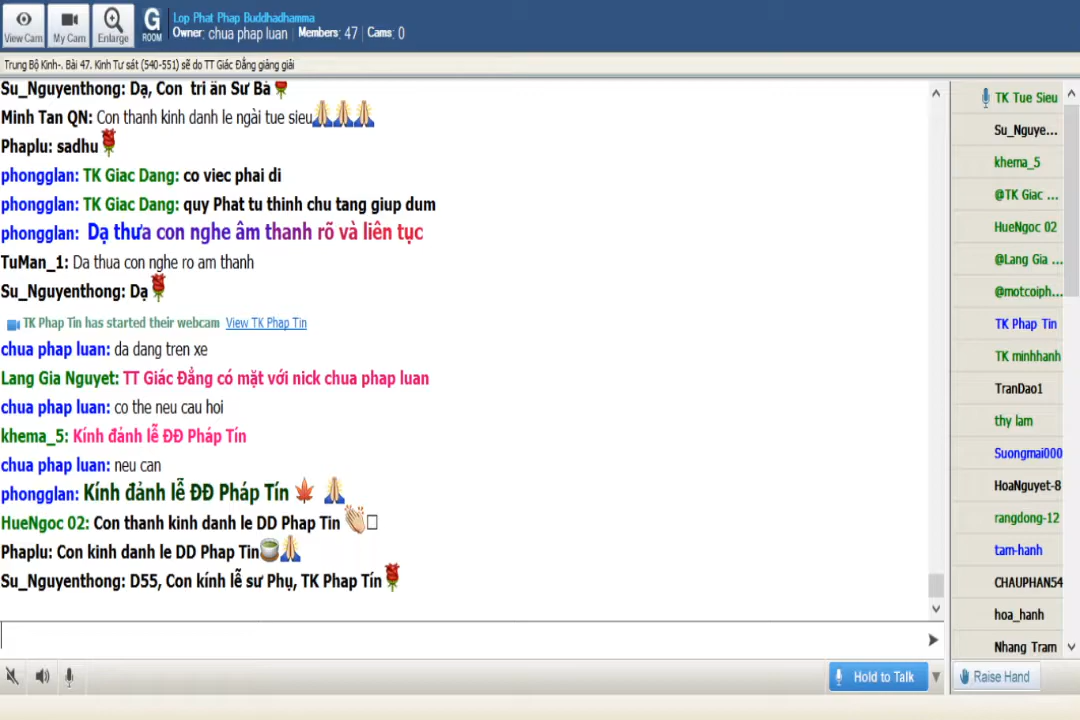 View Cam
My Cam
Enlarge
G
ROOM
Lop Phat Phap Buddhadhamma
Owner: chua phap luan | Members: 47 | Cams: 0
Trung Bộ Kinh-. Bài 47. Kinh Tư sát (540-551) sẽ do TT Giác Đẳng giảng giải
Su_Nguyenthong: Dạ, Con tri ân Sư Bà
Minh Tan QN: Con thanh kinh danh le ngài tue sieu
Phaplu: sadhu
phongglan: TK Giac Dang: co viec phai di
phongglan: TK Giac Dang: quy Phat tu thinh chu tang giup dum
phongglan: Dạ thưa con nghe âm thanh rõ và liên tục
TuMan_1: Da thua con nghe ro am thanh
Su_Nguyenthong: Dạ
TK Phap Tin has started their webcam View TK Phap Tin
chua phap luan: da dang tren xe
Lang Gia Nguyet: TT Giác Đẳng có mặt với nick chua phap luan
chua phap luan: co the neu cau hoi
khema_5: Kính đảnh lễ ĐĐ Pháp Tín
chua phap luan: neu can
phongglan: Kính đảnh lễ ĐĐ Pháp Tín
HueNgoc 02: Con thanh kinh danh le DD Phap Tin
Phaplu: Con kinh danh le DD Phap Tin
Su_Nguyenthong: D55, Con kính lễ sư Phụ, TK Phap Tín
TK Tue Sieu
Su_Nguye...
khema_5
@TK Giac ...
HueNgoc 02
@Lang Gia ...
@motcoiph...
TK Phap Tin
TK minhhanh
TranDao1
thy lam
Suongmai000
HoaNguyet-8
rangdong-12
tam-hanh
CHAUPHAN54
hoa_hanh
Nhang Tram
Hold to Talk
Raise Hand